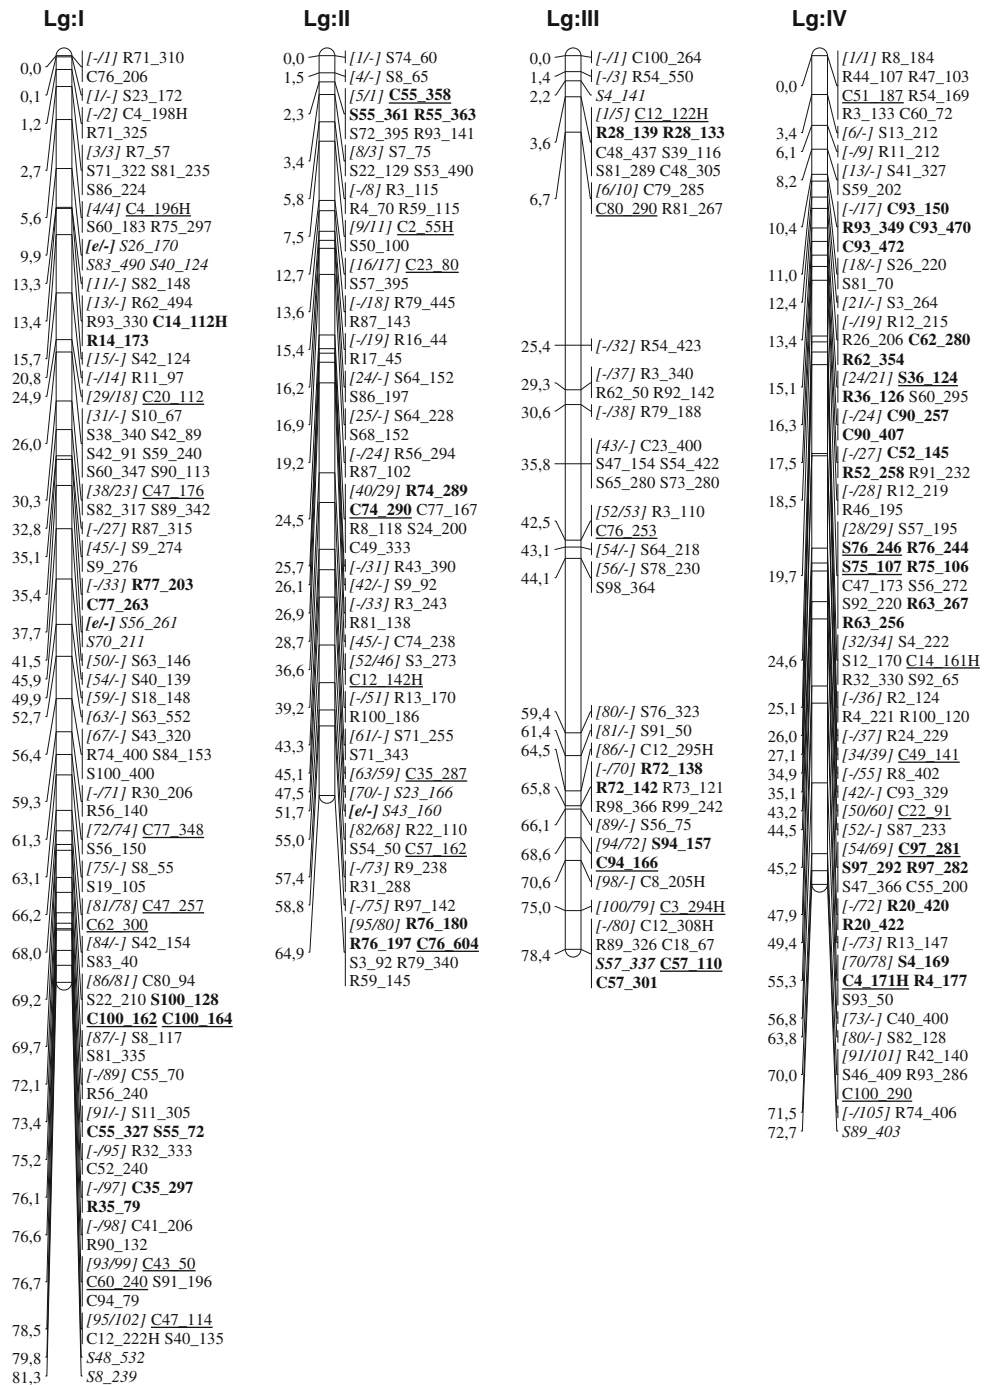 Lg:I
0,0 [-/1] R71_310
C76_206
0,1 [1/-] S23_172
1,2 [-/2] C4_198H
R71_325
2,7 [3/3] R7_57
S71_322 S81_235
S86_224
5,6 [4/4] C4_196H
S60_183 R75_297
9,9 [e/-] S26_170
S83_490 S40_124
13,3 [11/-] S82_148
13,4 [13/-] R62_494
R93_330 C14_112H
R14_173
15,7 [15/-] S42_124
20,8 [-/14] R11_97
24,9 [29/18] C20_112
26,0 [31/-] S10_67
S38_340 S42_89
S42_91 S59_240
S60_347 S90_113
30,3 [38/23] C47_176
S82_317 S89_342
32,8 [-/27] R87_315
35,1 [45/-] S9_274
S9_276
35,4 [-/33] R77_203
C77_263
37,7 [e/-] S56_261
S70_211
41,5 [50/-] S63_146
45,9 [54/-] S40_139
49,9 [59/-] S18_148
52,7 [63/-] S63_552
56,4 [67/-] S43_320
R74_400 S84_153
S100_400
59,3 [-/71] R30_206
R56_140
61,3 [72/74] C77_348
S56_150
63,1 [75/-] S8_55
S19_105
66,2 [81/78] C47_257
C62_300
68,0 [84/-] S42_154
S83_40
69,2 [86/81] C80_94
S22_210 S100_128
C100_162 C100_164
69,7 [87/-] S8_117
S81_335
72,1 [-/89] C55_70
R56_240
73,4 [91/-] S11_305
C55_327 S55_72
75,2 [-/95] R32_333
C52_240
76,1 [-/97] C35_297
R35_79
76,6 [-/98] C41_206
R90_132
76,7 [93/99] C43_50
C60_240 S91_196
C94_79
78,5 [95/102] C47_114
C12_222H S40_135
79,8 S48_532
81,3 S8_239
Lg:II
0,0 [1/-] S74_60
1,5 [4/-] S8_65
2,3 [5/1] C55_358
S55_361 R55_363
S72_395 R93_141
3,4 [8/3] S7_75
S22_129 S53_490
5,8 [-/8] R3_115
R4_70 R59_115
7,5 [9/11] C2_55H
S50_100
12,7 [16/17] C23_80
S57_395
13,6 [-/18] R79_445
R87_143
15,4 [-/19] R16_44
R17_45
16,2 [24/-] S64_152
S86_197
16,9 [25/-] S64_228
S68_152
19,2 [-/24] R56_294
R87_102
24,5 [40/29] R74_289
C74_290 C77_167
R8_118 S24_200
C49_333
25,7 [-/31] R43_390
26,1 [42/-] S9_92
26,9 [-/33] R3_243
R81_138
28,7 [45/-] C74_238
36,6 [52/46] S3_273
C12_142H
39,2 [-/51] R13_170
R100_186
43,3 [61/-] S71_255
S71_343
45,1 [63/59] C35_287
47,5 [70/-] S23_166
51,7 [e/-] S43_160
55,0 [82/68] R22_110
S54_50 C57_162
57,4 [-/73] R9_238
R31_288
58,8 [-/75] R97_142
64,9 [95/80] R76_180
R76_197 C76_604
S3_92 R79_340
R59_145
Lg:III
0,0 [-/1] C100_264
1,4 [-/3] R54_550
2,2 S4_141
3,6 [1/5] C12_122H
R28_139 R28_133
C48_437 S39_116
S81_289 C48_305
6,7 [6/10] C79_285
C80_290 R81_267
25,4 [-/32] R54_423
29,3 [-/37] R3_340
R62_50 R92_142
30,6 [-/38] R79_188
35,8 [43/-] C23_400
S47_154 S54_422
S65_280 S73_280
42,5 [52/53] R3_110
C76_253
43,1 [54/-] S64_218
44,1 [56/-] S78_230
S98_364
59,4 [80/-] S76_323
61,4 [81/-] S91_50
64,5 [86/-] C12_295H
65,8 [-/70] R72_138
R72_142 R73_121
R98_366 R99_242
66,1 [89/-] S56_75
68,6 [94/72] S94_157
C94_166
70,6 [98/-] C8_205H
75,0 [100/79] C3_294H
78,4 [-/80] C12_308H
R89_326 C18_67
S57_337 C57_110
C57_301
Lg:IV
0,0 [1/1] R8_184
R44_107 R47_103
C51_187 R54_169
R3_133 C60_72
3,4 [6/-] S13_212
6,1 [-/9] R11_212
8,2 [13/-] S41_327
S59_202
10,4 [-/17] C93_150
R93_349 C93_470
C93_472
11,0 [18/-] S26_220
S81_70
12,4 [21/-] S3_264
13,4 [-/19] R12_215
R26_206 C62_280
R62_354
15,1 [24/21] S36_124
R36_126 S60_295
16,3 [-/24] C90_257
C90_407
17,5 [-/27] C52_145
R52_258 R91_232
18,5 [-/28] R12_219
R46_195
19,7 [28/29] S57_195
S76_246 R76_244
S75_107 R75_106
C47_173 S56_272
S92_220 R63_267
R63_256
24,6 [32/34] S4_222
S12_170 C14_161H
R32_330 S92_65
25,1 [-/36] R2_124
R4_221 R100_120
26,0 [-/37] R24_229
27,1 [34/39] C49_141
34,9 [-/55] R8_402
35,1 [42/-] C93_329
43,2 [50/60] C22_91
44,5 [52/-] S87_233
45,2 [54/69] C97_281
S97_292 R97_282
S47_366 C55_200
47,9 [-/72] R20_420
R20_422
49,4 [-/73] R13_147
55,3 [70/78] S4_169
C4_171H R4_177
S93_50
56,8 [73/-] C40_400
63,8 [80/-] S82_128
70,0 [91/101] R42_140
S46_409 R93_286
C100_290
71,5 [-/105] R74_406
72,7 S89_403